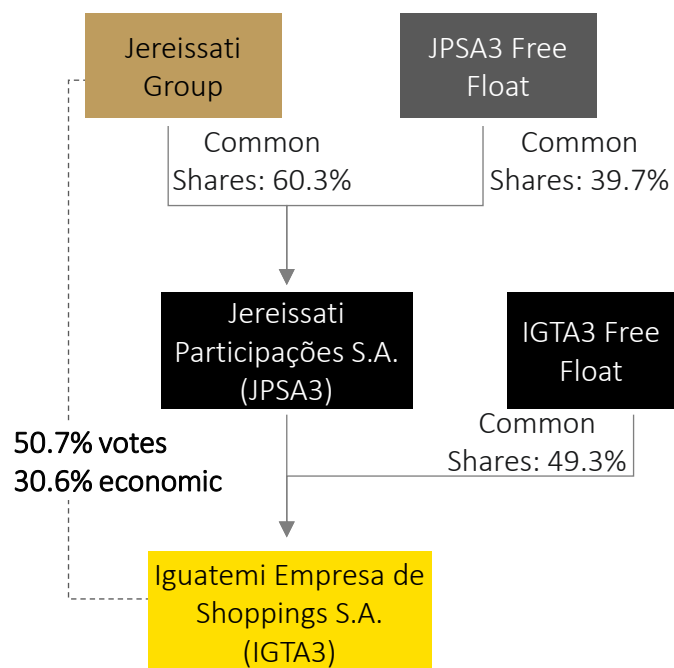 Jereissati
Group
JPSA3 Free
Float
Common
Shares: 60.3%
Common
Shares: 39.7%
Jereissati
Participações S.A.
(JPSA3)
IGTA3 Free
Float
Common
Shares: 49.3%
50.7% votes
30.6% economic
Iguatemi Empresa de
Shoppings S.A.
(IGTA3)